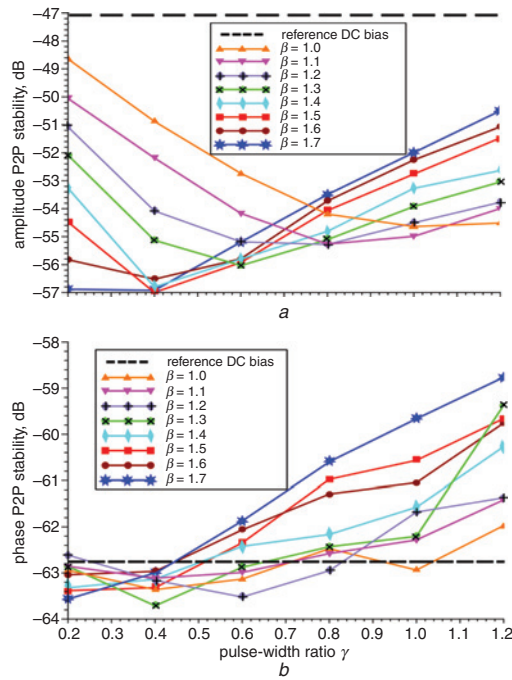 amplitude P2P stability, dB
–47
–48
–49
–50
–51
–52
–53
–54
–55
–56
–57
reference DC bias
β = 1.0
β = 1.1
β = 1.2
β = 1.3
β = 1.4
β = 1.5
β = 1.6
β = 1.7
a
phase P2P stability, dB
–58
–59
–60
–61
–62
–63
–64
reference DC bias
β = 1.0
β = 1.1
β = 1.2
β = 1.3
β = 1.4
β = 1.5
β = 1.6
β = 1.7
0.2 0.3 0.4 0.5 0.6 0.7 0.8 0.9 1.0 1.1 1.2
pulse-width ratio γ
b